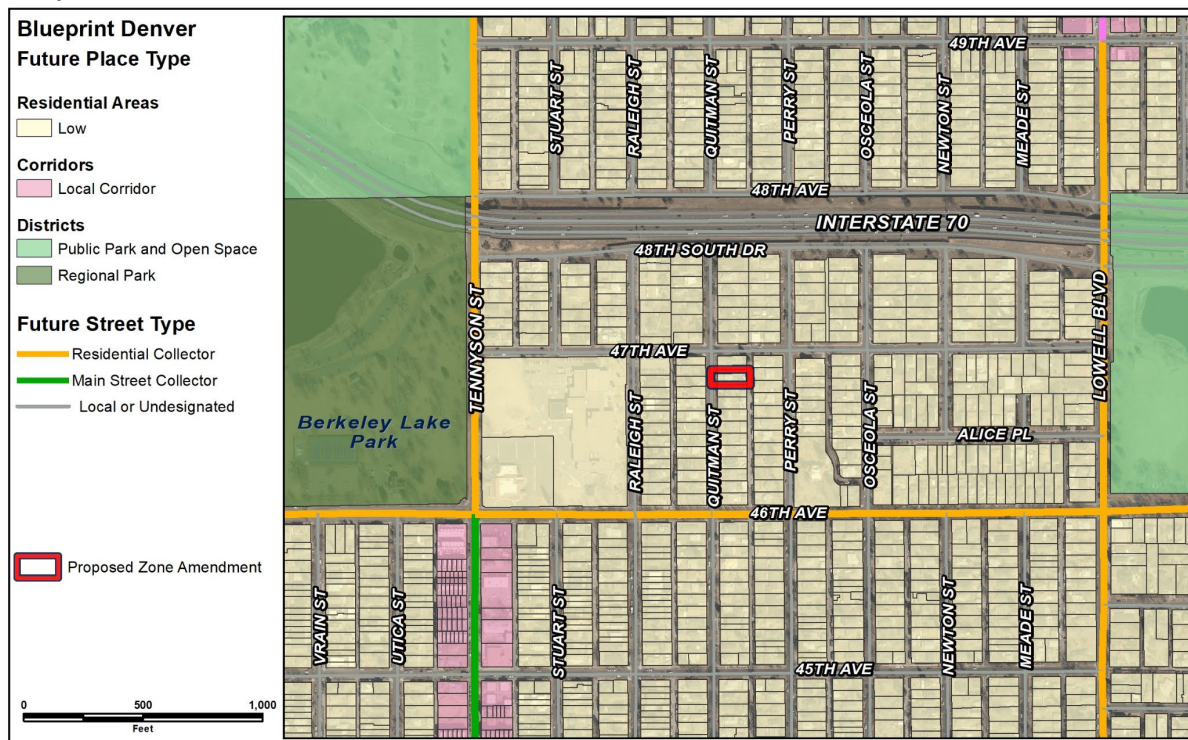 Blueprint Denver
Future Place Type
Residential Areas
Low
Corridors
Local Corridor
Districts
Public Park and Open Space
Regional Park
Future Street Type
Residential Collector
Main Street Collector
Local or Undesignated
Proposed Zone Amendment
0 500 1,000
Feet
49TH AVE
STUART ST
RALEIGH ST
QUITMAN ST
PERRY ST
OSCEOLA ST
NEWTON ST
MEADE ST
48TH AVE
INTERSTATE 70
48TH SOUTH DR
TENNYSON ST
LOWELL BLVD
47TH AVE
Berkeley Lake
Park
RALEIGH ST
QUITMAN ST
PERRY ST
OSCEOLA ST
ALICE PL
46TH AVE
VRAIN ST
UTICA ST
STUART ST
NEWTON ST
MEADE ST
45TH AVE